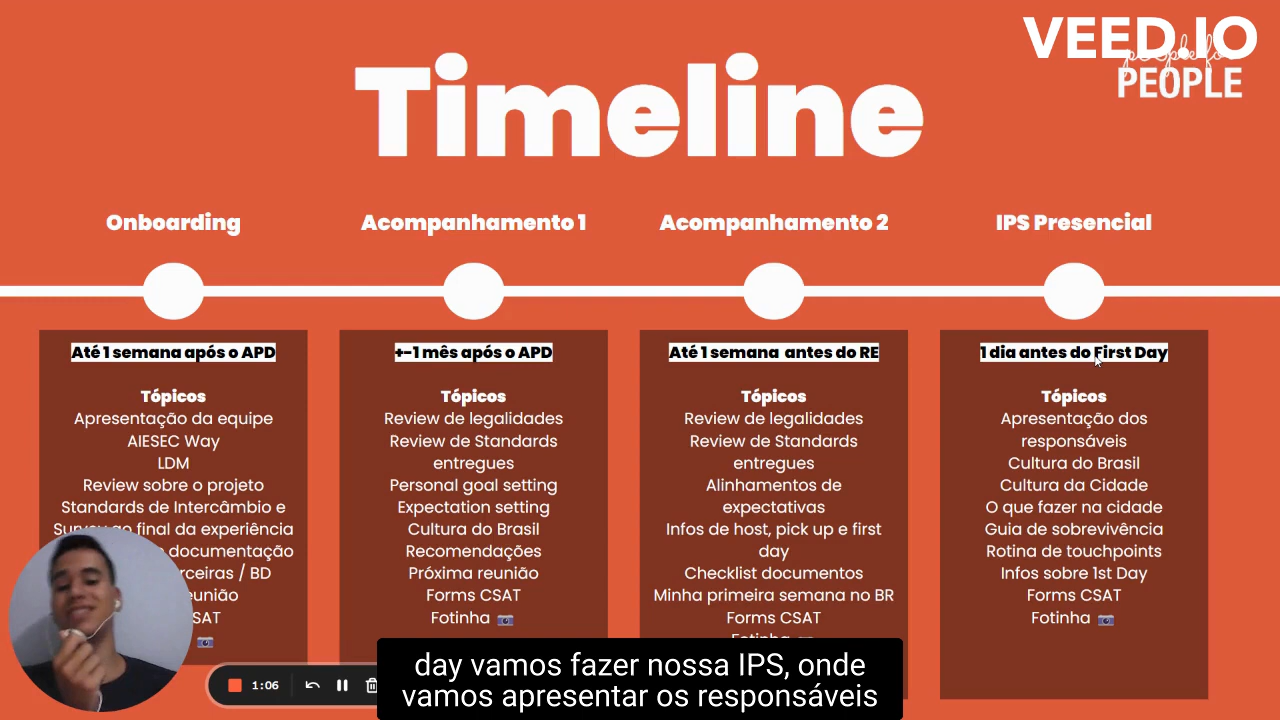 VEED.IO
people for
PEOPLE
Timeline
Onboarding
Acompanhamento 1
Acompanhamento 2
IPS Presencial
Até 1 semana após o APD
Tópicos
Apresentação da equipe
AIESEC Way
LDM
Review sobre o projeto
Standards de Intercâmbio e
ao final da experiência
documentação
/ BD
+-1 mês após o APD
Tópicos
Review de legalidades
Review de Standards
entregues
Personal goal setting
Expectation setting
Cultura do Brasil
Recomendações
Próxima reunião
Forms CSAT
Fotinha
Até 1 semana antes do RE
Tópicos
Review de legalidades
Review de Standards
entregues
Alinhamentos de
expectativas
Infos de host, pick up e first
day
Checklist documentos
Minha primeira semana no BR
Forms CSAT
1 dia antes do First Day
Tópicos
Apresentação dos
responsáveis
Cultura do Brasil
Cultura da Cidade
O que fazer na cidade
Guia de sobrevivência
Rotina de touchpoints
Infos sobre 1st Day
Forms CSAT
Fotinha
1:06
day vamos fazer nossa IPS, onde
vamos apresentar os responsáveis